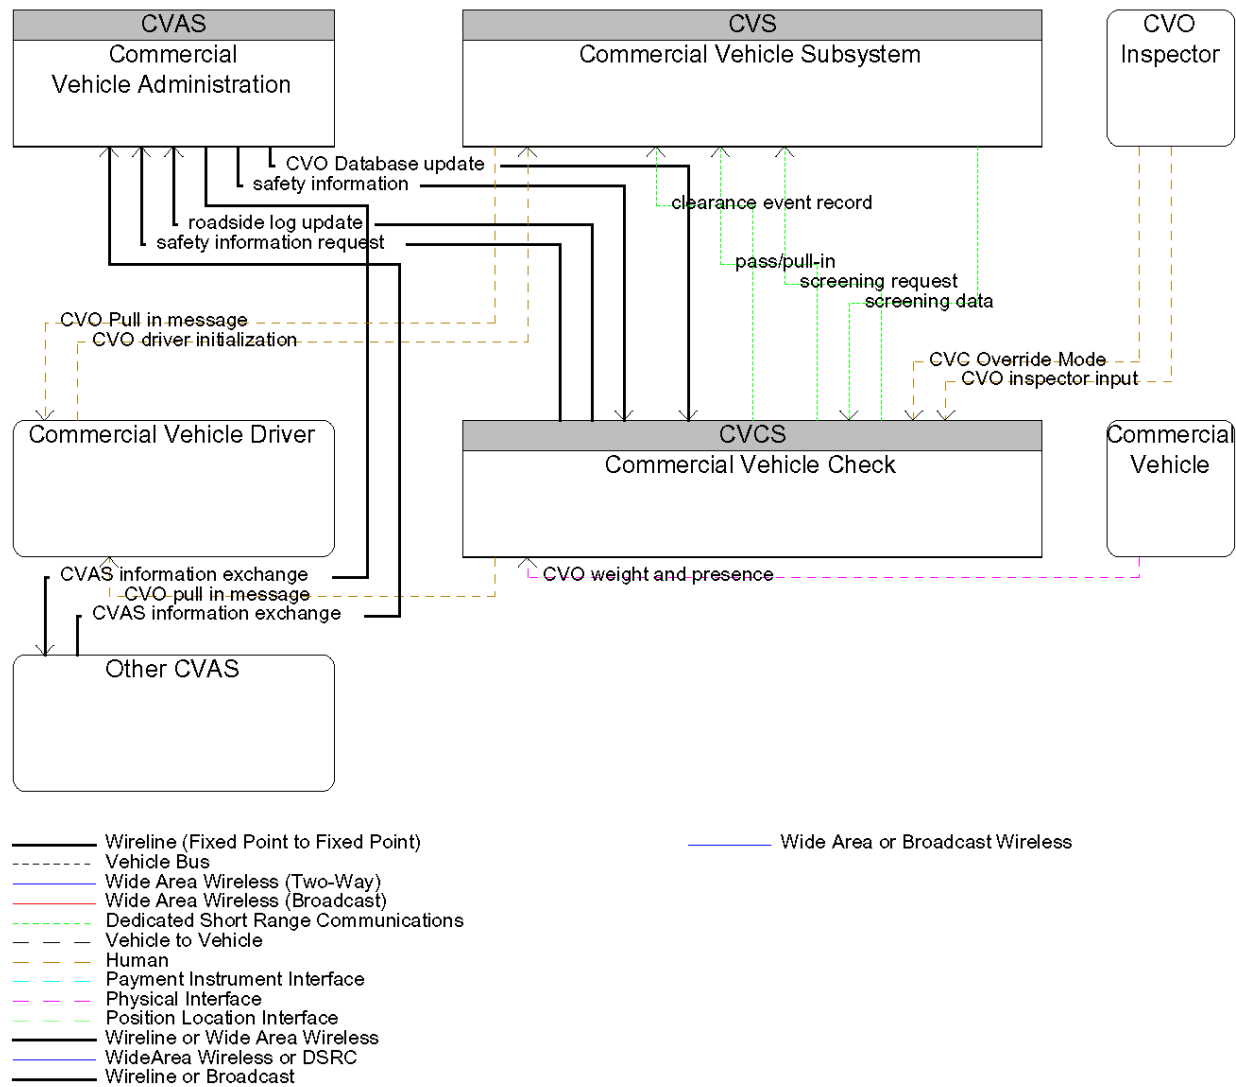 CVAS
Commercial
Vehicle Administration
CVS
Commercial Vehicle Subsystem
CVO
Inspector
CVO Database update
safety information
clearance event record
roadside log update
safety information request
pass/pull-in
screening request
screening data
CVO Pull in message
CVO driver initialization
CVC Override Mode
CVO inspector input
Commercial Vehicle Driver
CVCS
Commercial Vehicle Check
Commercial
Vehicle
CVAS information exchange
CVO weight and presence
CVO pull in message
CVAS information exchange
Other CVAS
Wireline (Fixed Point to Fixed Point)
Vehicle Bus
Wide Area Wireless (Two-Way)
Wide Area Wireless (Broadcast)
Dedicated Short Range Communications
Vehicle to Vehicle
Human
Payment Instrument Interface
Physical Interface
Position Location Interface
Wireline or Wide Area Wireless
WideArea Wireless or DSRC
Wireline or Broadcast
Wide Area or Broadcast Wireless